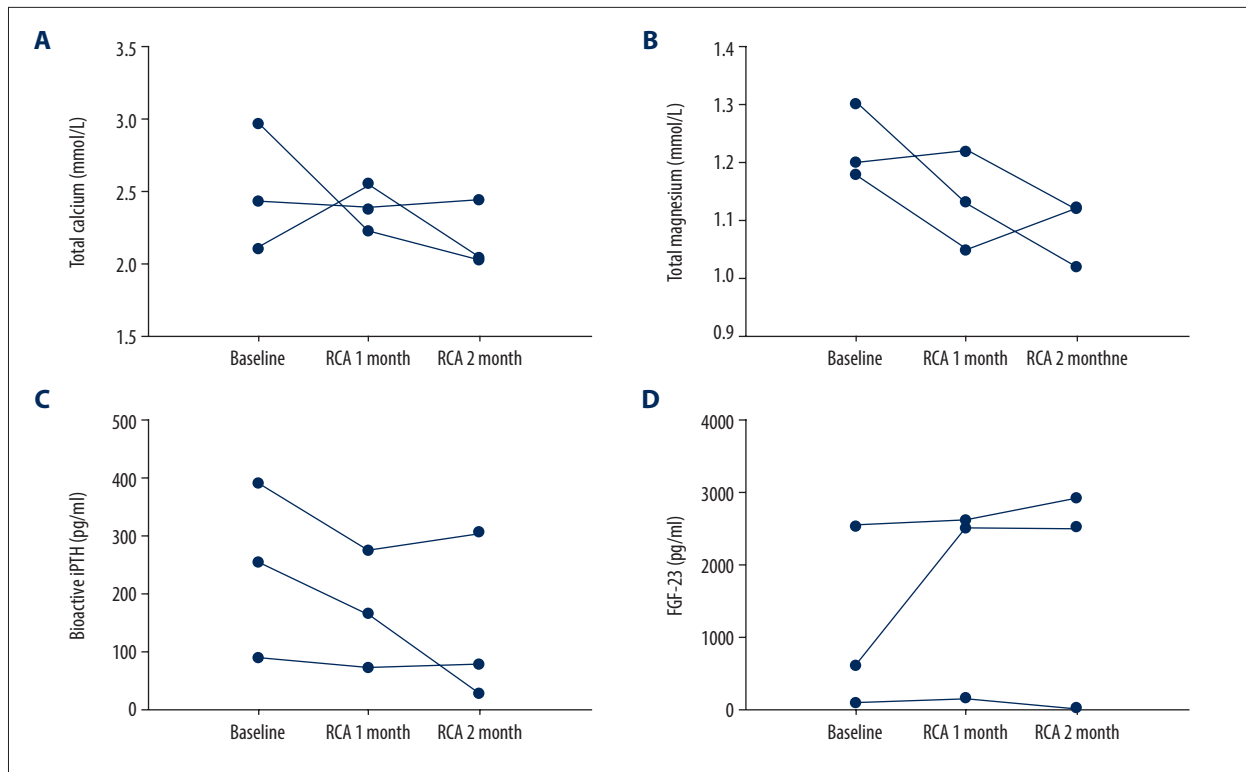 A
Total calcium (mmol/L)
3.5
3.0
2.5
2.0
1.5
Baseline RCA 1 month RCA 2 month
B
Total magnesium (mmol/L)
1.4
1.3
1.2
1.1
1.0
0.9
Baseline RCA 1 month RCA 2 monthne
C
Bioactive iPTH (pg/ml)
500
400
300
200
100
0
Baseline RCA 1 month RCA 2 month
D
FGF-23 (pg/ml)
4000
3000
2000
1000
0
Baseline RCA 1 month RCA 2 month